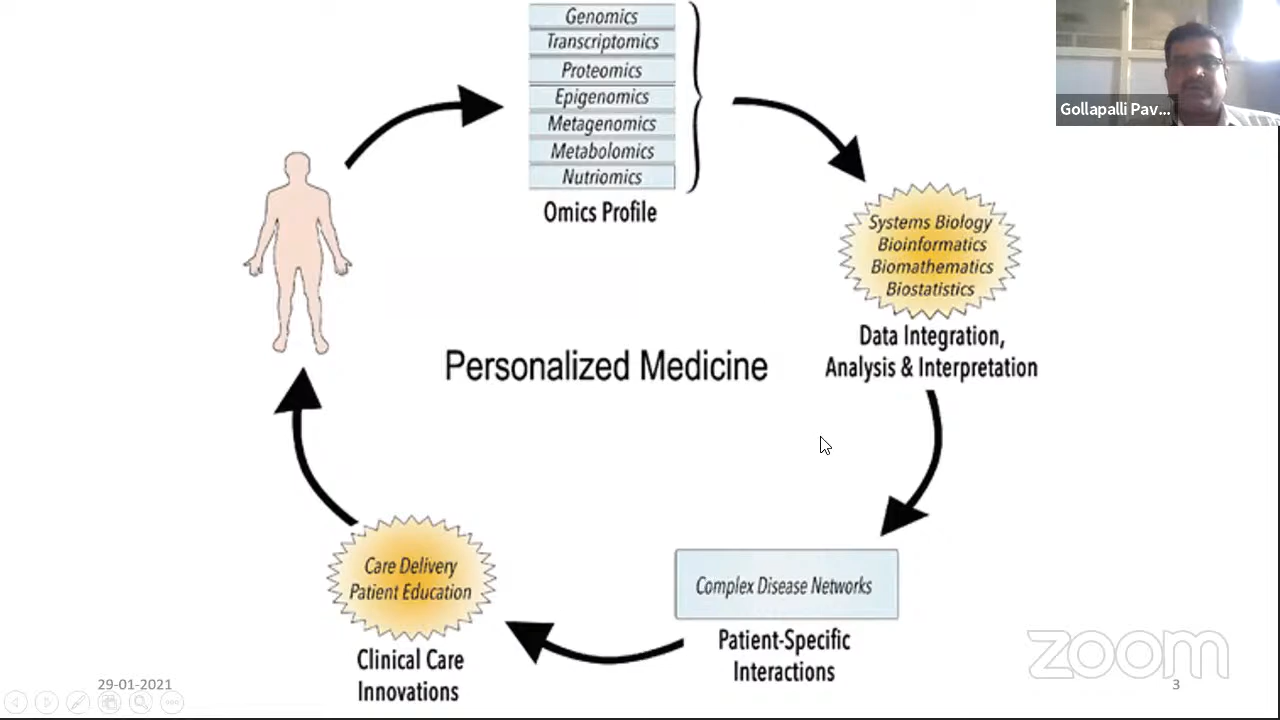 Genomics
Transcriptomics
Proteomics
Epigenomics
Metagenomics
Metabolomics
Nutriomics
Omics Profile
Gollapalli Pav...
Systems Biology
Bioinformatics
Biomathematics
Biostatistics
Data Integration,
Analysis & Interpretation
Personalized Medicine
Complex Disease Networks
Patient-Specific
Interactions
Care Delivery
Patient Education
Clinical Care
Innovations
29-01-2021
zoom
3